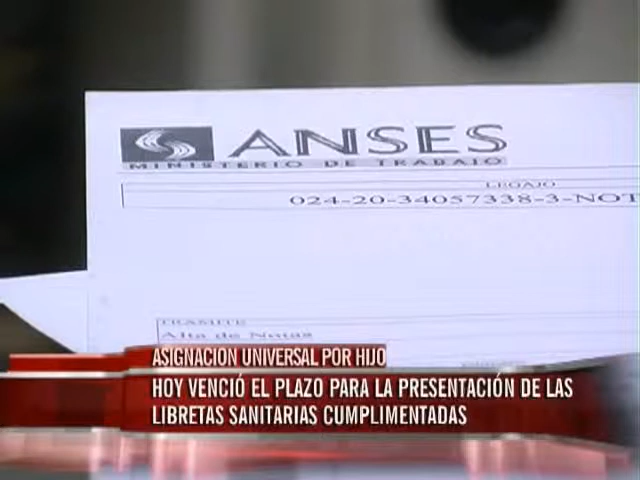 ANSES
MINISTERIO DE TRABAJO
LEGAJO
024-20-34057338-3-NOT
TRAMITE
Alta de Notas
ASIGNACION UNIVERSAL POR HIJO
HOY VENCIÓ EL PLAZO PARA LA PRESENTACIÓN DE LAS
LIBRETAS SANITARIAS CUMPLIMENTADAS